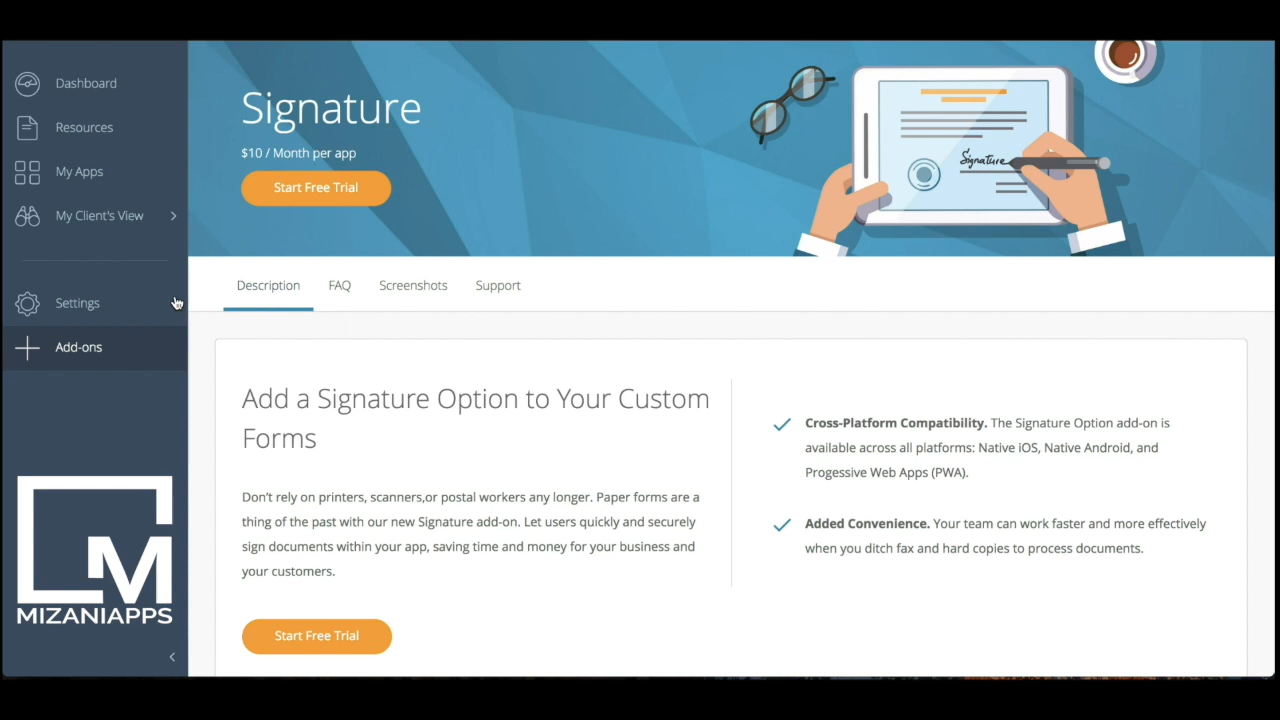 Dashboard
Resources
My Apps
My Client's View
Settings
Add-ons
M
MIZANIAPPS
Signature
$10 / Month per app
Start Free Trial
Signature
Description
FAQ
Screenshots
Support
Add a Signature Option to Your Custom
Forms
Don't rely on printers, scanners,or postal workers any longer. Paper forms are a
thing of the past with our new Signature add-on. Let users quickly and securely
sign documents within your app, saving time and money for your business and
your customers.
Start Free Trial
Cross-Platform Compatibility. The Signature Option add-on is
available across all platforms: Native iOS, Native Android, and
Progessive Web Apps (PWA).
Added Convenience. Your team can work faster and more effectively
when you ditch fax and hard copies to process documents.